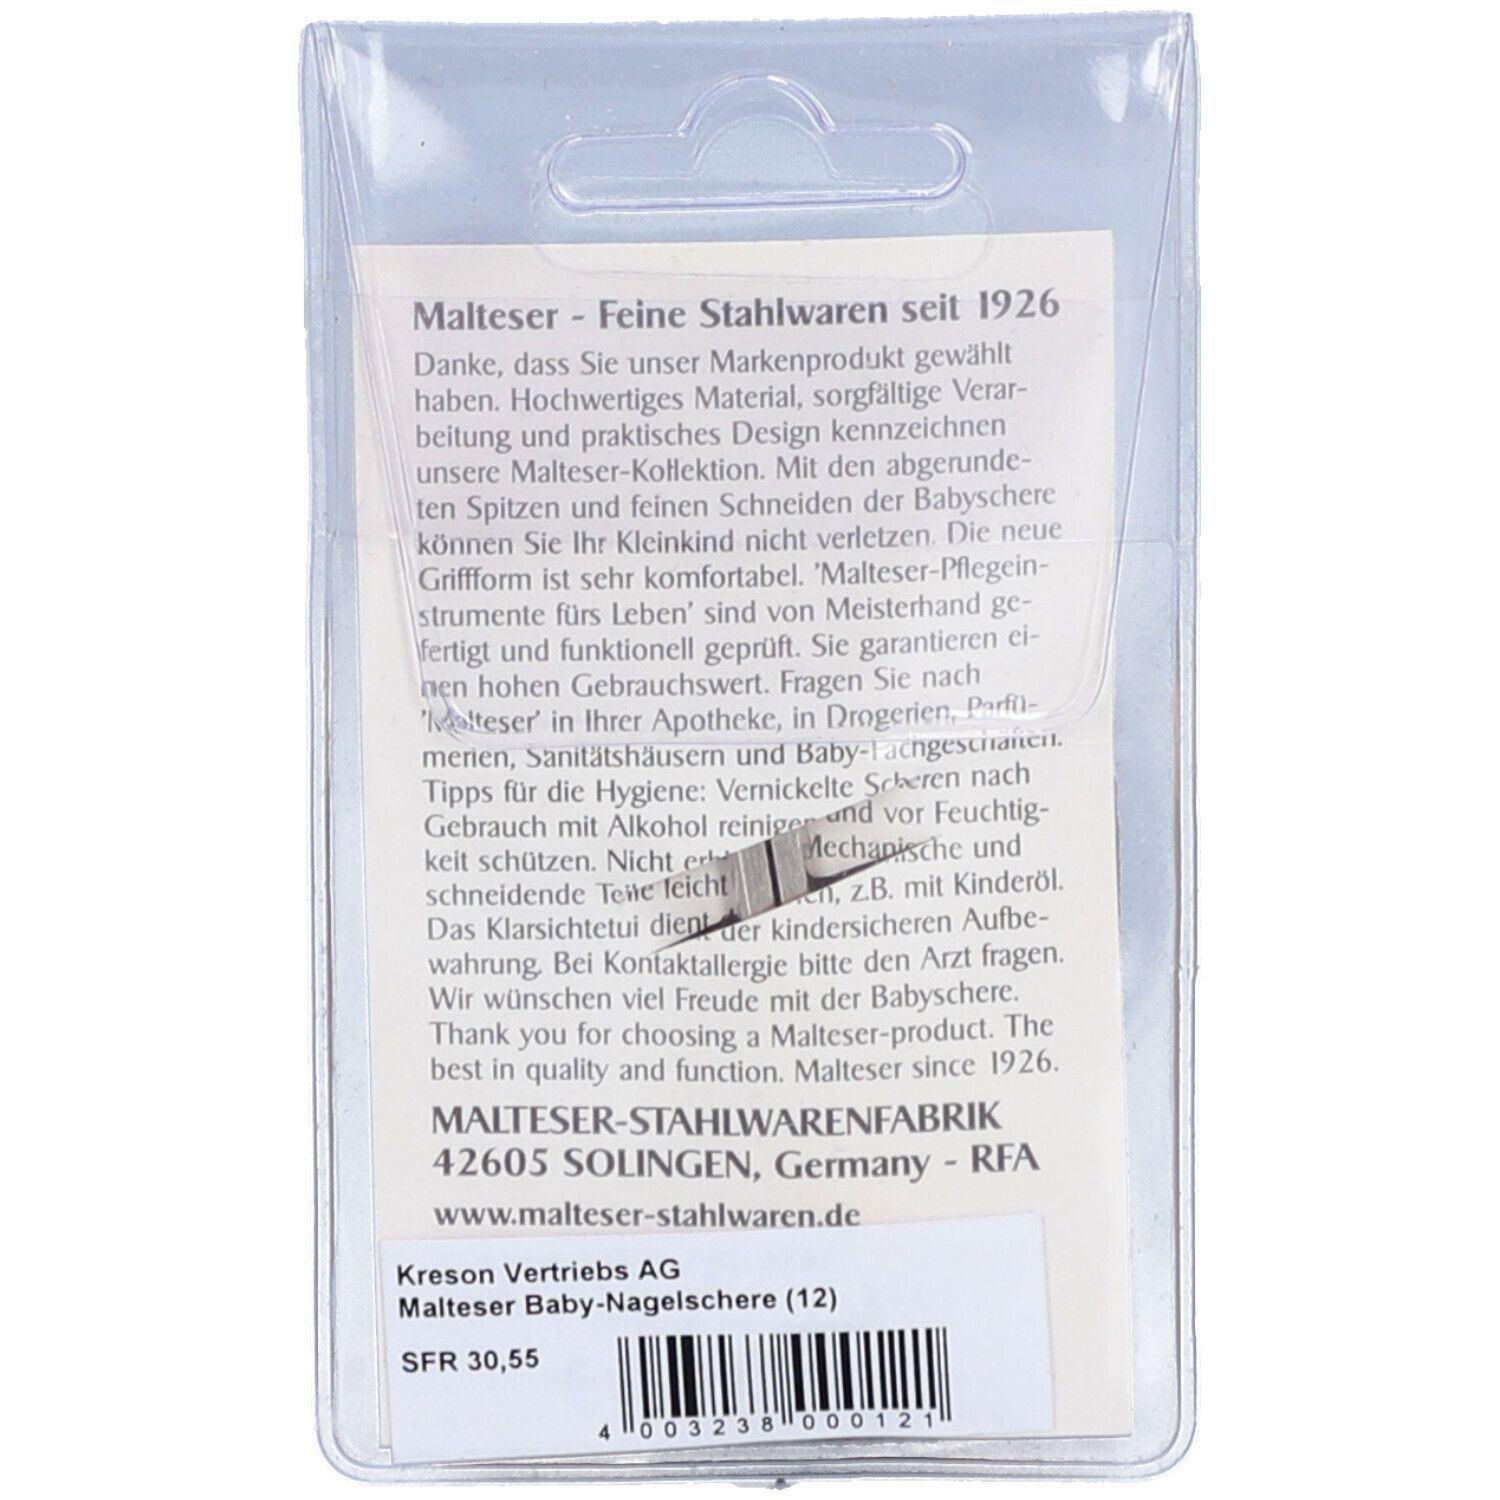 Malteser - Feine Stahlwaren seit 1926
Danke, dass Sie unser Markenprodukt gewählt
haben. Hochwertiges Material, sorgfältige Verar-
beitung und praktisches Design kennzeichnen
unsere Malteser-Kollektion. Mit den abgerunde-
ten Spitzen und feinen Schneiden der Babyschere
können Sie Ihr Kleinkind nicht verletzen. Die neue
Griffform ist sehr komfortabel. 'Malteser-Pflegein-
strumente fürs Leben' sind von Meisterhand ge-
fertigt und funktionell geprüft. Sie garantieren ei-
nen hohen Gebrauchswert. Fragen Sie nach
'Malteser' in Ihrer Apotheke, in Drogerien, Parfü-
merien, Sanitätshäusern und Baby-Fachgeschäften.
Tipps für die Hygiene: Vernickelte Scheren nach
Gebrauch mit Alkohol reinigen und vor Feuchtig-
keit schützen. Nicht Mechanische und
schneidende Teile leicht z.B. mit Kinderöl.
Das Klarsichtetui dient der kindersicheren Aufbe-
wahrung. Bei Kontaktallergie bitte den Arzt fragen.
Wir wünschen viel Freude mit der Babyschere.
Thank you for choosing a Malteser-product. The
best in quality and function. Malteser since 1926.
MALTESER-STAHLWARENFABRIK
42605 SOLINGEN, Germany - RFA
www.malteser-stahlwaren.de
Kreson Vertriebs AG
Malteser Baby-Nagelschere (12)
SFR 30,55
4 003238 000121